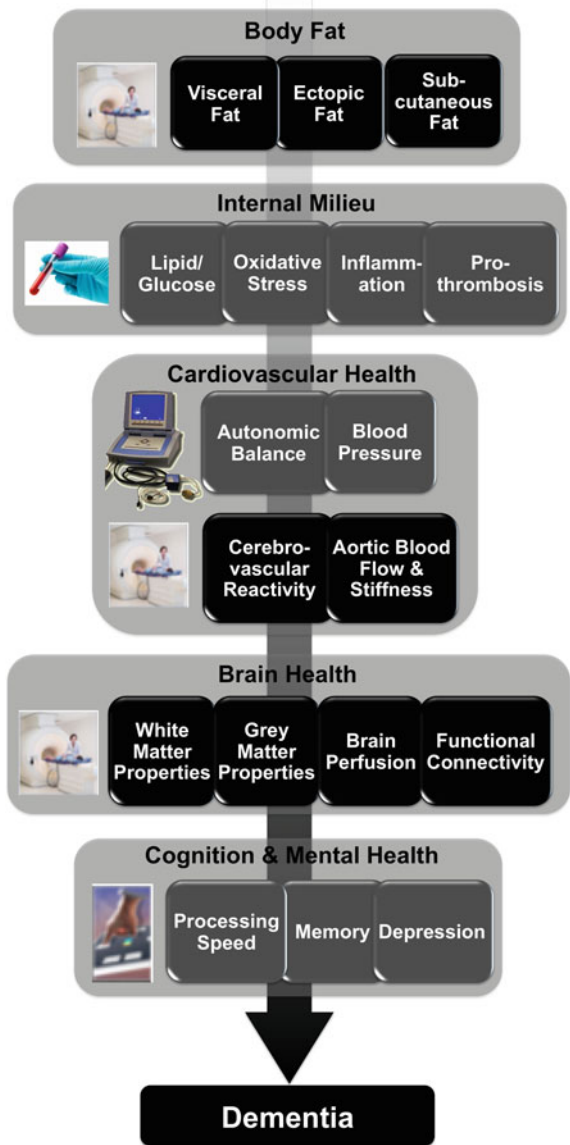 Body Fat
Visceral
Fat
Ectopic
Fat
Sub-
cutaneous
Fat
Internal Milieu
Lipid/
Glucose
Oxidative
Stress
Inflamm-
ation
Pro-
thrombosis
Cardiovascular Health
Autonomic
Balance
Blood
Pressure
Cerebro-
vascular
Reactivity
Aortic Blood
Flow &
Stiffness
Brain Health
White
Matter
Properties
Grey
Matter
Properties
Brain
Perfusion
Functional
Connectivity
Cognition & Mental Health
Processing
Speed
Memory
Depression
Dementia